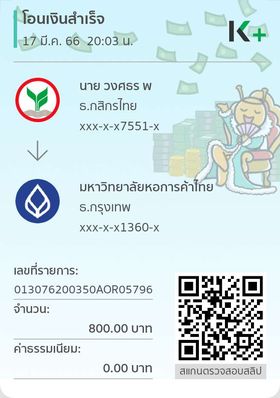 โอนเงินสำเร็จ
17 มี.ค. 66 20:03 น.
K+
นาย วงศธร พ
ธ.กสิกรไทย
xxx-x-x7551-x
มหาวิทยาลัยหอการค้าไทย
ธ.กรุงเทพ
xxx-x-x1360-x
เลขที่รายการ:
013076200350AOR05796
จำนวน:
800.00 บาท
ค่าธรรมเนียม:
0.00 บาท
สแกนตรวจสอบสลิป